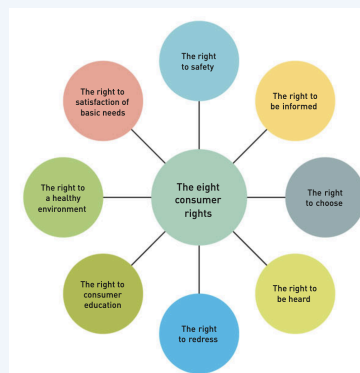 The right
to safety
The right
to be informed
The right
to choose
The right
to be heard
The right
to redress
The right to
consumer
education
The right to
a healthy
environment
The right to
satisfaction of
basic needs
The eight
consumer
rights